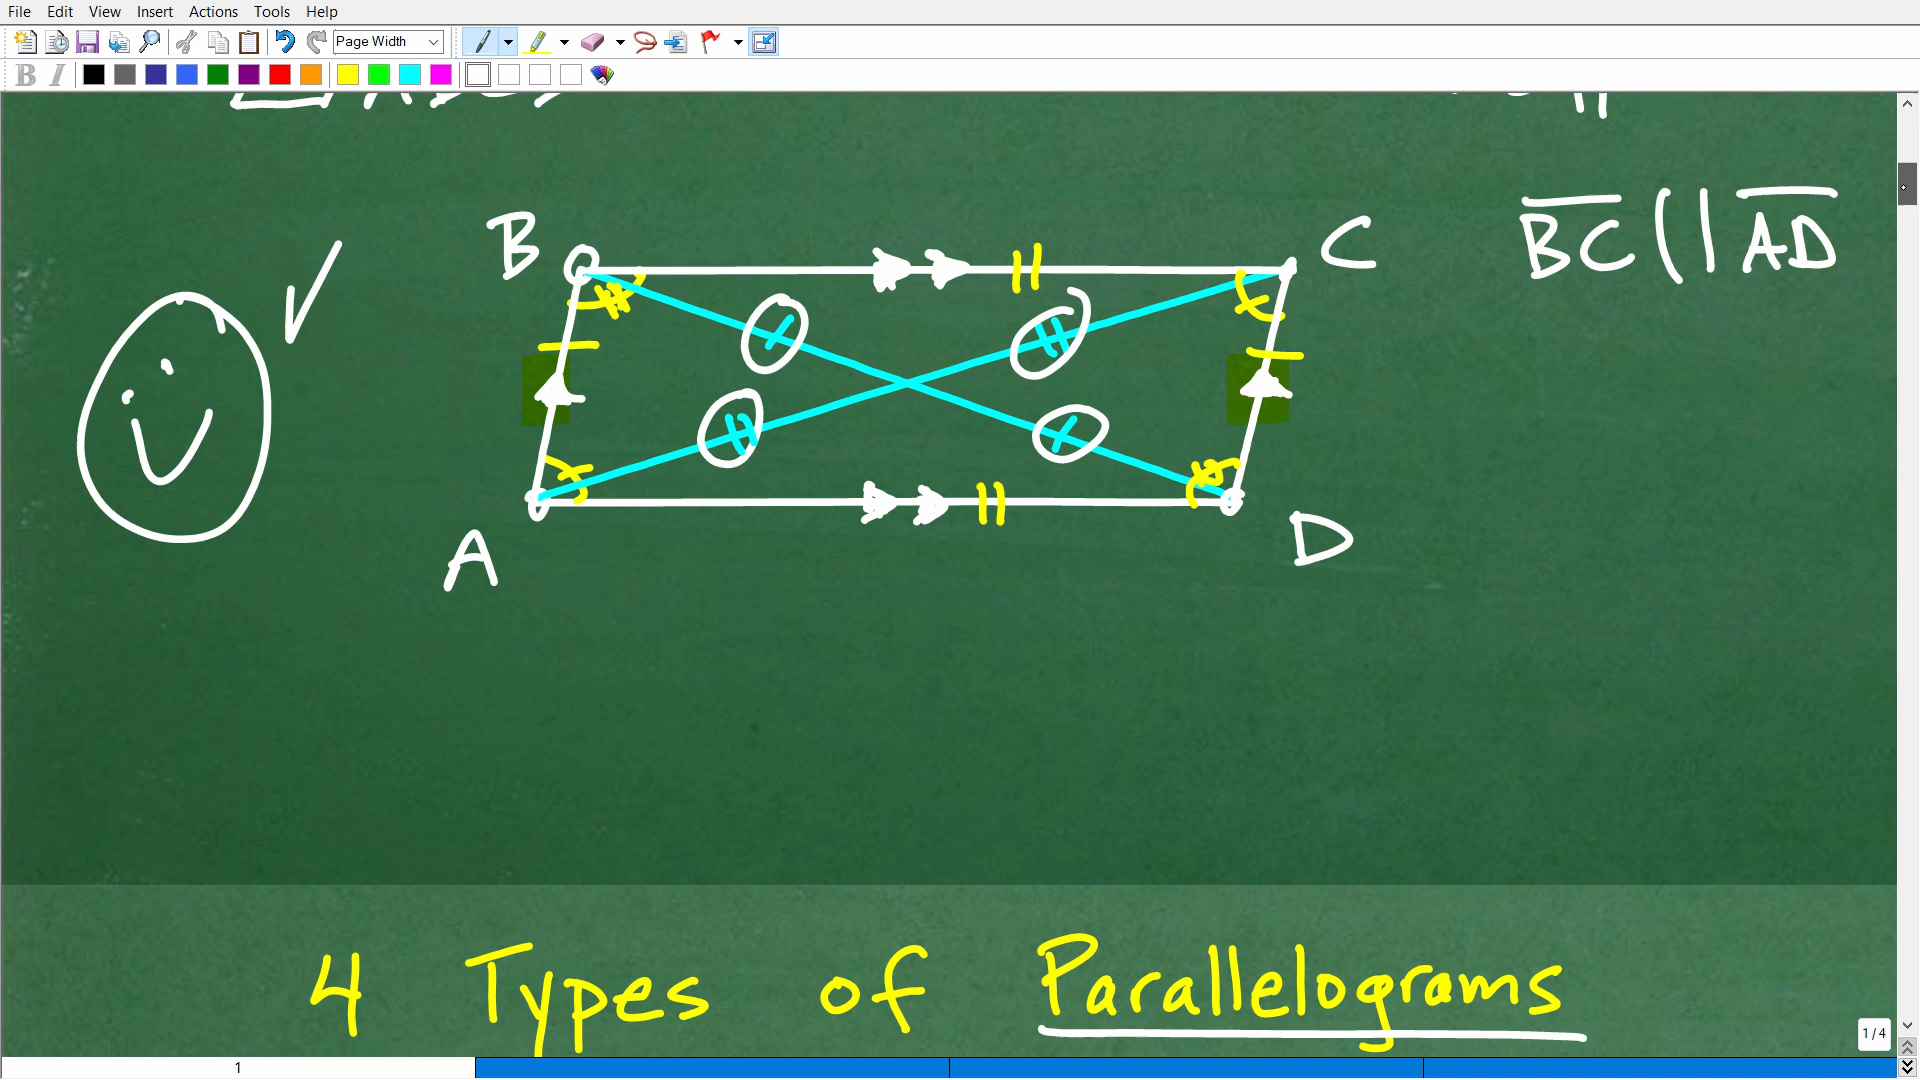 File Edit View Insert Actions Tools Help
Page Width
B I
B C BC || AD
A D
4 Types of Parallelograms
1 / 4
1